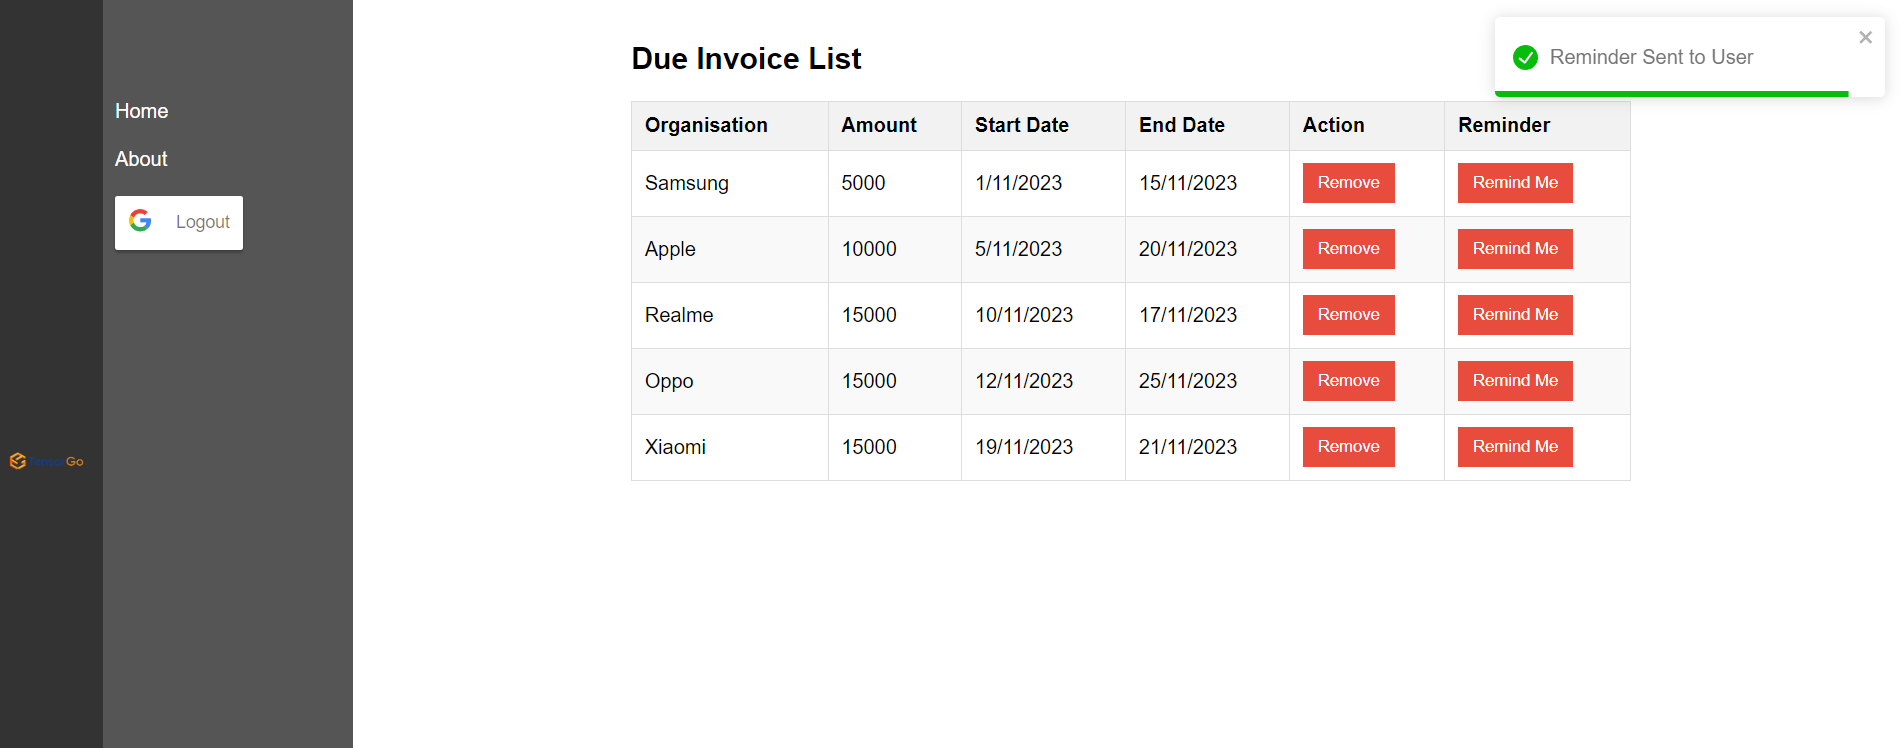 Home
About
Logout
Go
Due Invoice List
Reminder Sent to User
Organisation Amount Start Date End Date Action Reminder
Samsung 5000 1/11/2023 15/11/2023 Remove Remind Me
Apple 10000 5/11/2023 20/11/2023 Remove Remind Me
Realme 15000 10/11/2023 17/11/2023 Remove Remind Me
Oppo 15000 12/11/2023 25/11/2023 Remove Remind Me
Xiaomi 15000 19/11/2023 21/11/2023 Remove Remind Me